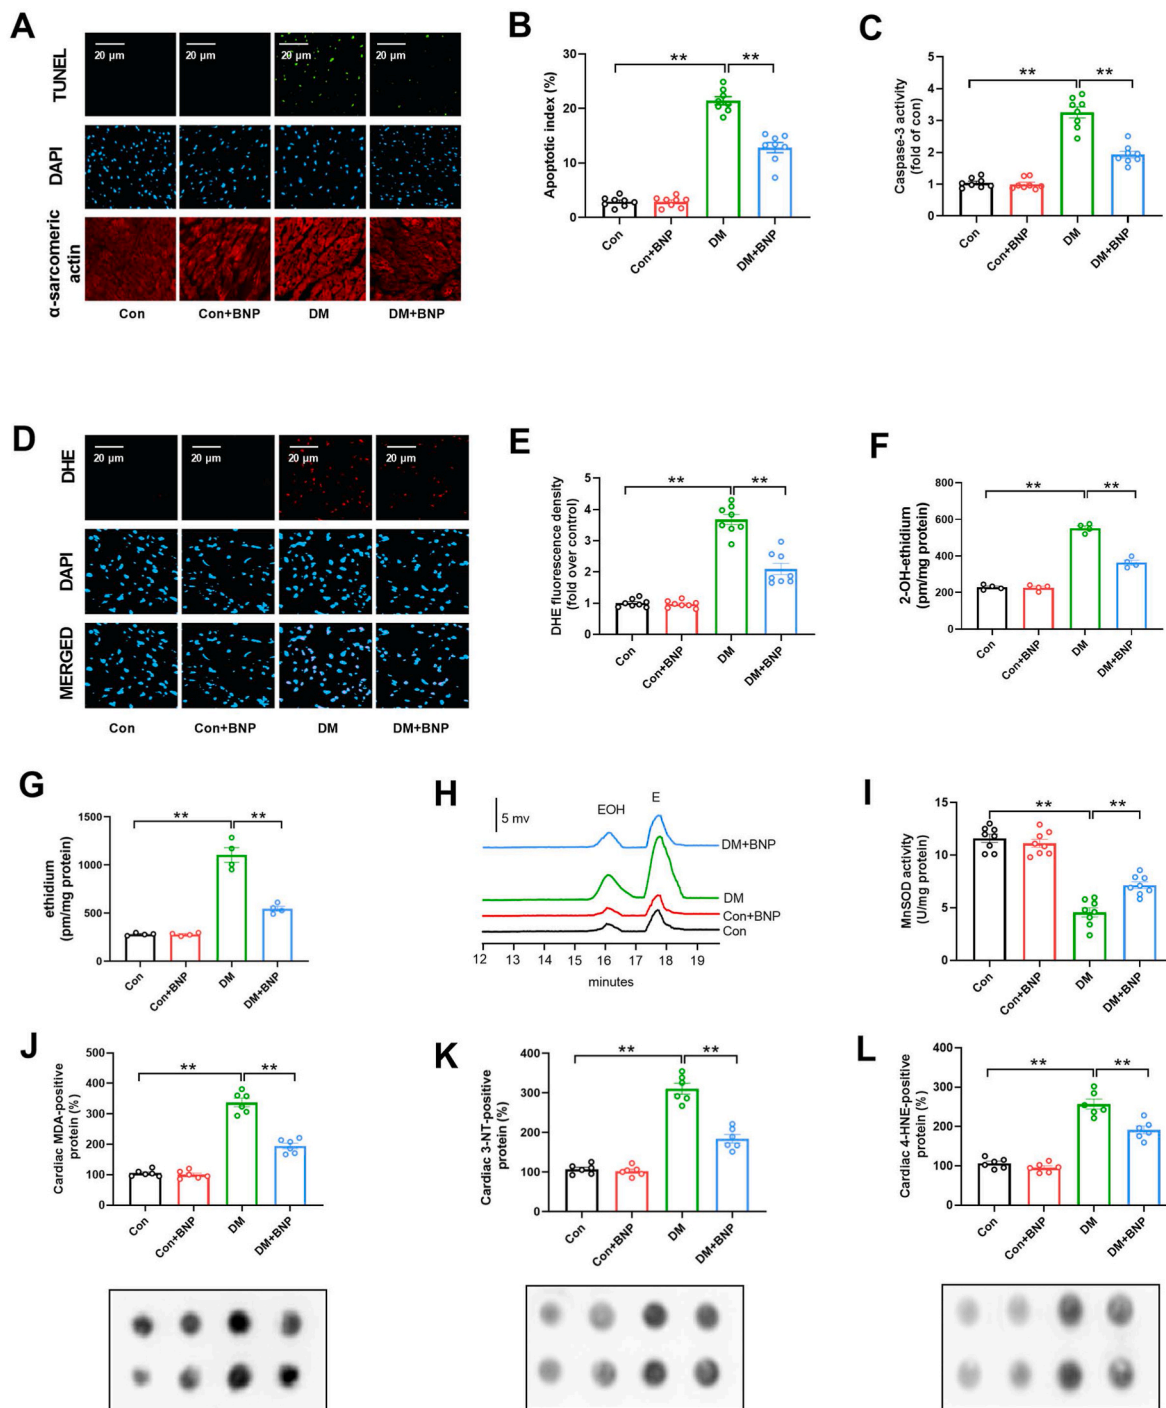 A
TUNEL
20 µm
20 µm
20 µm
20 µm
DAPI
α-sarcomeric
actin
Con
Con+BNP
DM
DM+BNP
B
Apoptotic index (%)
30
20
10
0
**
**
Con
Con+BNP
DM
DM+BNP
C
Caspase-3 activity
(fold of con)
5
4
3
2
1
0
**
**
Con
Con+BNP
DM
DM+BNP
D
DHE
20 µm
20 µm
20 µm
20 µm
DAPI
MERGED
Con
Con+BNP
DM
DM+BNP
E
DHE fluorescence density
(fold over control)
5
4
3
2
1
0
**
**
Con
Con+BNP
DM
DM+BNP
F
2-OH-ethidium
(pm/mg protein)
800
600
400
200
0
**
**
Con
Con+BNP
DM
DM+BNP
G
ethidium
(pm/mg protein)
1500
1000
500
0
**
**
Con
Con+BNP
DM
DM+BNP
H
5 mv
EOH
E
DM+BNP
DM
Con+BNP
Con
12 13 14 15 16 17 18 19
minutes
I
MnSOD activity
(U/mg protein)
15
10
5
0
**
**
Con
Con+BNP
DM
DM+BNP
J
Cardiac MDA-positive
protein (%)
500
400
300
200
100
0
**
**
Con
Con+BNP
DM
DM+BNP
K
Cardiac 3-NT-positive
protein (%)
400
300
200
100
0
**
**
Con
Con+BNP
DM
DM+BNP
L
Cardiac 4-HNE-positive
protein (%)
400
300
200
100
0
**
**
Con
Con+BNP
DM
DM+BNP